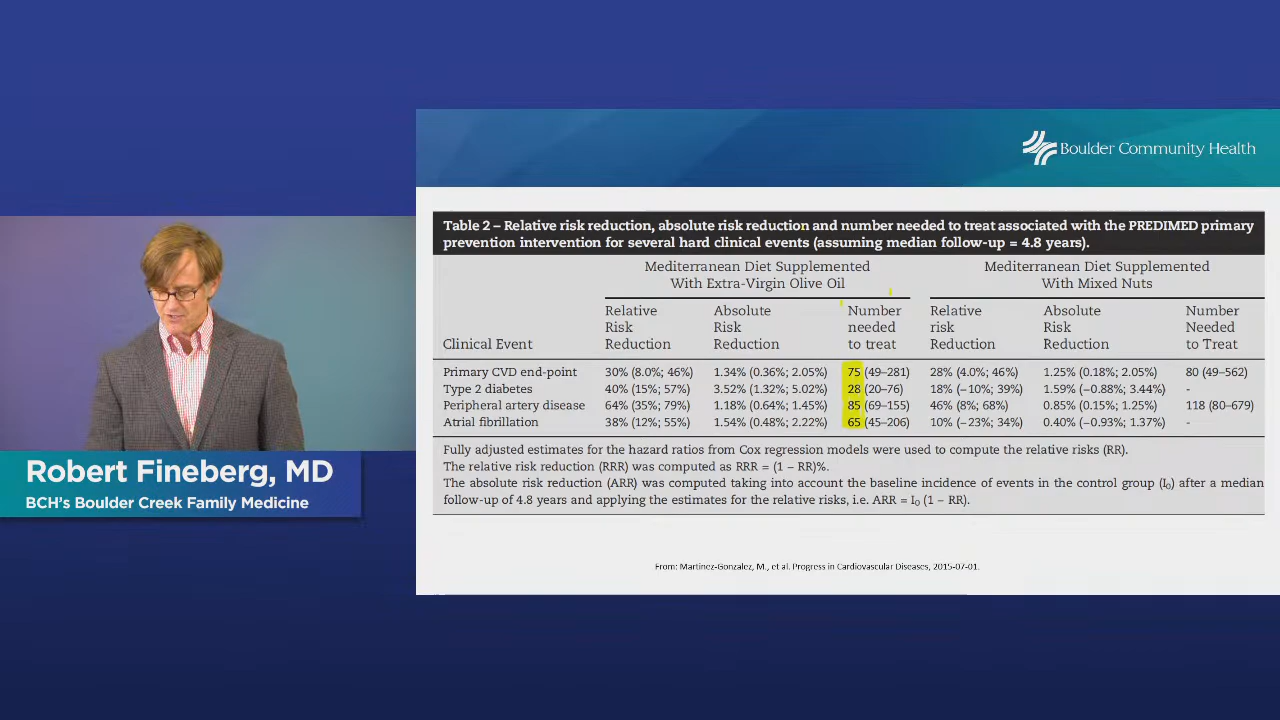 Boulder Community Health
Table 2 – Relative risk reduction, absolute risk reduction and number needed to treat associated with the PREDIMED primary
prevention intervention for several hard clinical events (assuming median follow-up = 4.8 years).
Mediterranean Diet Supplemented With Extra-Virgin Olive Oil
Mediterranean Diet Supplemented With Mixed Nuts
Clinical Event Relative Risk Reduction Absolute Risk Reduction Number needed to treat Relative risk Reduction Absolute Risk Reduction Number Needed to Treat
Primary CVD end-point 30% (8.0%; 46%) 1.34% (0.36%; 2.05%) 75 (49–281) 28% (4.0%; 46%) 1.25% (0.18%; 2.05%) 80 (49–562)
Type 2 diabetes 40% (15%; 57%) 3.52% (1.32%; 5.02%) 28 (20–76) 18% (−10%; 39%) 1.59% (−0.88%; 3.44%) -
Peripheral artery disease 64% (35%; 79%) 1.18% (0.64%; 1.45%) 85 (69–155) 46% (8%; 68%) 0.85% (0.15%; 1.25%) 118 (80–679)
Atrial fibrillation 38% (12%; 55%) 1.54% (0.48%; 2.22%) 65 (45–206) 10% (−23%; 34%) 0.40% (−0.93%; 1.37%) -
Fully adjusted estimates for the hazard ratios from Cox regression models were used to compute the relative risks (RR).
The relative risk reduction (RRR) was computed as RRR = (1 − RR)%.
The absolute risk reduction (ARR) was computed taking into account the baseline incidence of events in the control group (I₀) after a median
follow-up of 4.8 years and applying the estimates for the relative risks, i.e. ARR = I₀ (1 − RR).
From: Martinez-Gonzalez, M., et al. Progress in Cardiovascular Diseases, 2015-07-01.
Robert Fineberg, MD
BCH's Boulder Creek Family Medicine